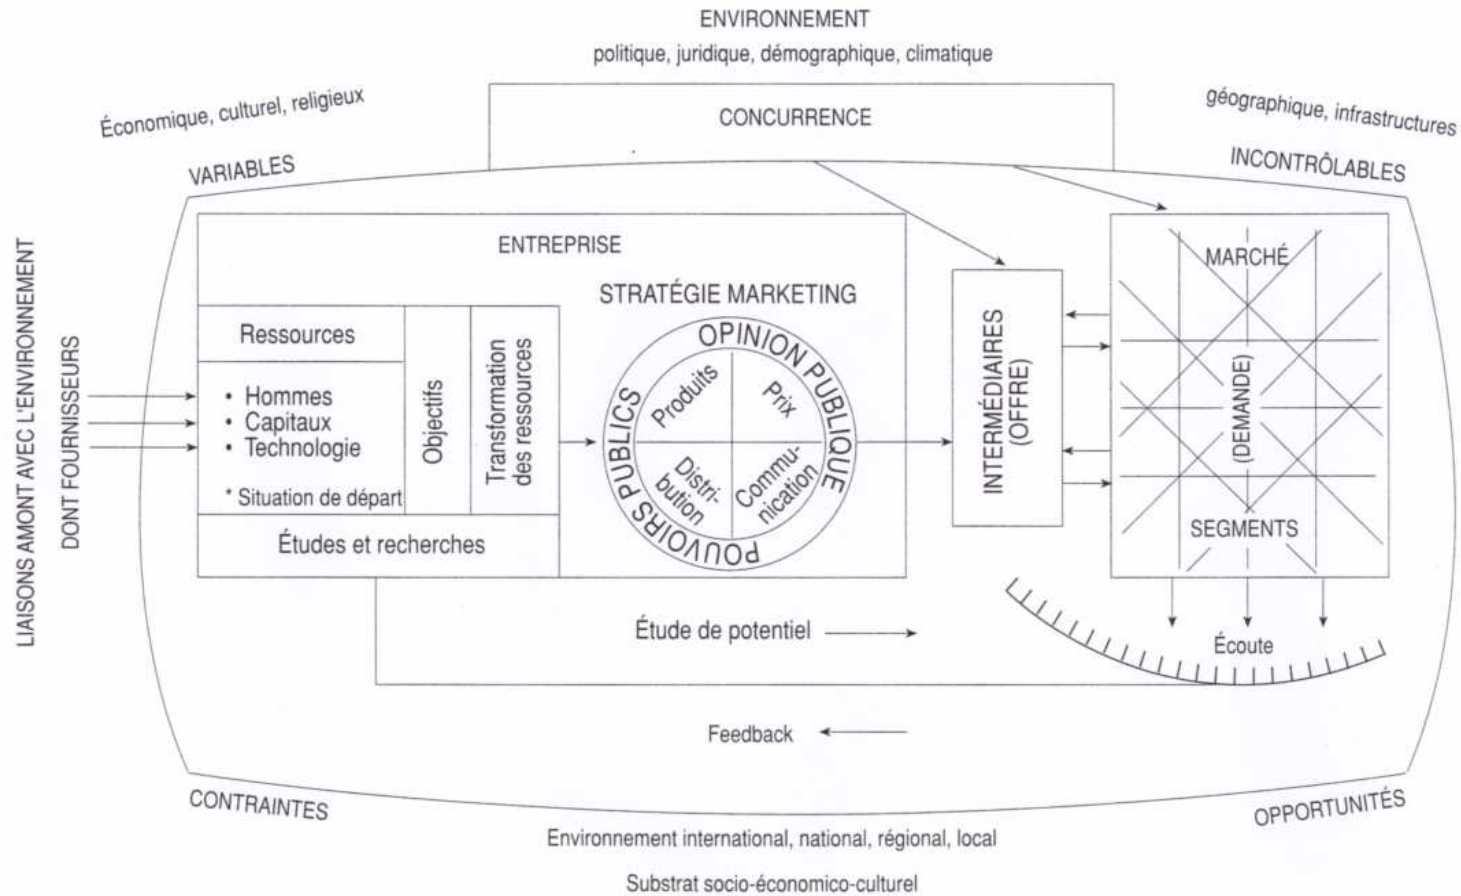 ENVIRONNEMENT
politique, juridique, démographique, climatique
Économique, culturel, religieux
géographique, infrastructures
CONCURRENCE
VARIABLES
INCONTRÔLABLES
LIAISONS AMONT AVEC L'ENVIRONNEMENT
DONT FOURNISSEURS
ENTREPRISE
STRATÉGIE MARKETING
Ressources
• Hommes
• Capitaux
• Technologie
* Situation de départ
Objectifs
Transformation
des ressources
Études et recherches
OPINION PUBLIQUE
POUVOIRS PUBLICS
Produits
Prix
Distri-
bution
Commu-
nication
INTERMÉDIAIRES
(OFFRE)
MARCHÉ
(DEMANDE)
SEGMENTS
Étude de potentiel
Écoute
Feedback
CONTRAINTES
OPPORTUNITÉS
Environnement international, national, régional, local
Substrat socio-économico-culturel